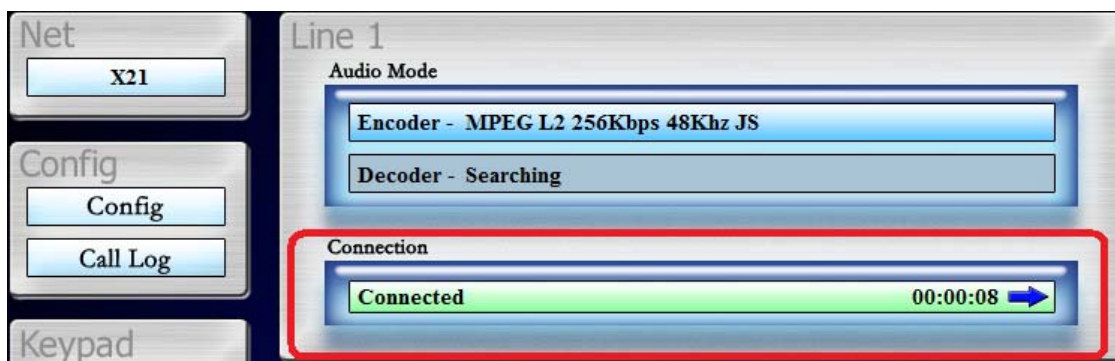 Net
X21
Config
Config
Call Log
Keypad
Line 1
Audio Mode
Encoder - MPEG L2 256Kbps 48Khz JS
Decoder - Searching
Connection
Connected 00:00:08